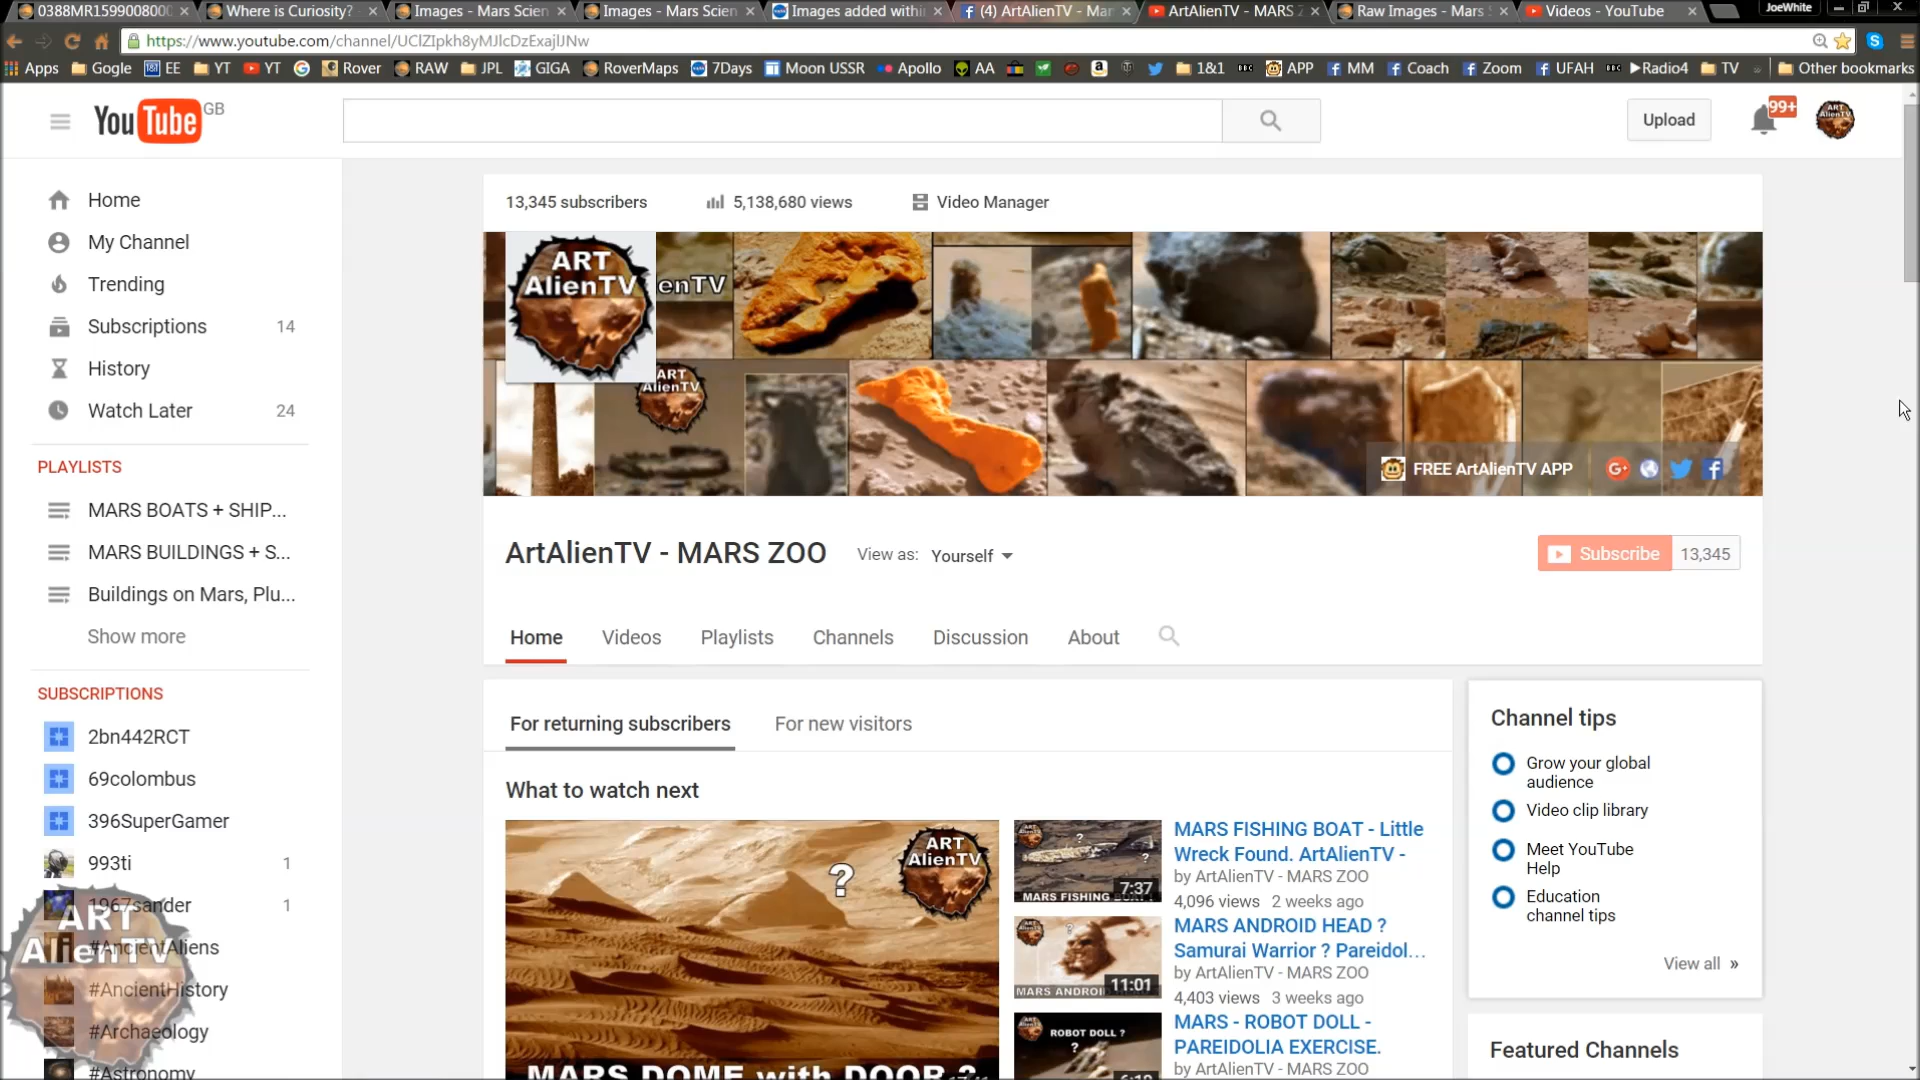 0388MR1599008000
Where is Curiosity?
Images - Mars Scien
Images - Mars Scien
Images added withi
(4) ArtAlienTV - Mar
ArtAlienTV - MARS Z
Raw Images - Mars S
Videos - YouTube
JoeWhite
https://www.youtube.com/channel/UClZIpkh8yMJlcDzExajlJNw
Apps Gogle EE YT YT Rover RAW JPL GIGA RoverMaps 7Days Moon USSR Apollo AA 1&1 APP MM Coach Zoom UFAH Radio4 TV » Other bookmarks
YouTube GB
Upload
99+
Home
My Channel
Trending
Subscriptions 14
History
Watch Later 24
PLAYLISTS
MARS BOATS + SHIP...
MARS BUILDINGS + S...
Buildings on Mars, Plu...
Show more
SUBSCRIPTIONS
2bn442RCT
69colombus
396SuperGamer
993ti 1
1967sander 1
#AncientAliens
#AncientHistory
#Archaeology
#Astronomy
ART
AlienTV
13,345 subscribers
5,138,680 views
Video Manager
ART
AlienTV
enTV
ART
AlienTV
FREE ArtAlienTV APP
ArtAlienTV - MARS ZOO
View as: Yourself
Subscribe 13,345
Home Videos Playlists Channels Discussion About
For returning subscribers
For new visitors
What to watch next
ART
AlienTV
?
MARS DOME with DOOR ?
MARS FISHING
7:37
MARS FISHING BOAT - Little
Wreck Found. ArtAlienTV -
by ArtAlienTV - MARS ZOO
4,096 views 2 weeks ago
MARS ANDROI
11:01
MARS ANDROID HEAD ?
Samurai Warrior ? Pareidol...
by ArtAlienTV - MARS ZOO
4,403 views 3 weeks ago
ROBOT DOLL ?
?
MARS - ROBOT DOLL -
PAREIDOLIA EXERCISE.
by ArtAlienTV - MARS ZOO
Channel tips
Grow your global
audience
Video clip library
Meet YouTube
Help
Education
channel tips
View all »
Featured Channels